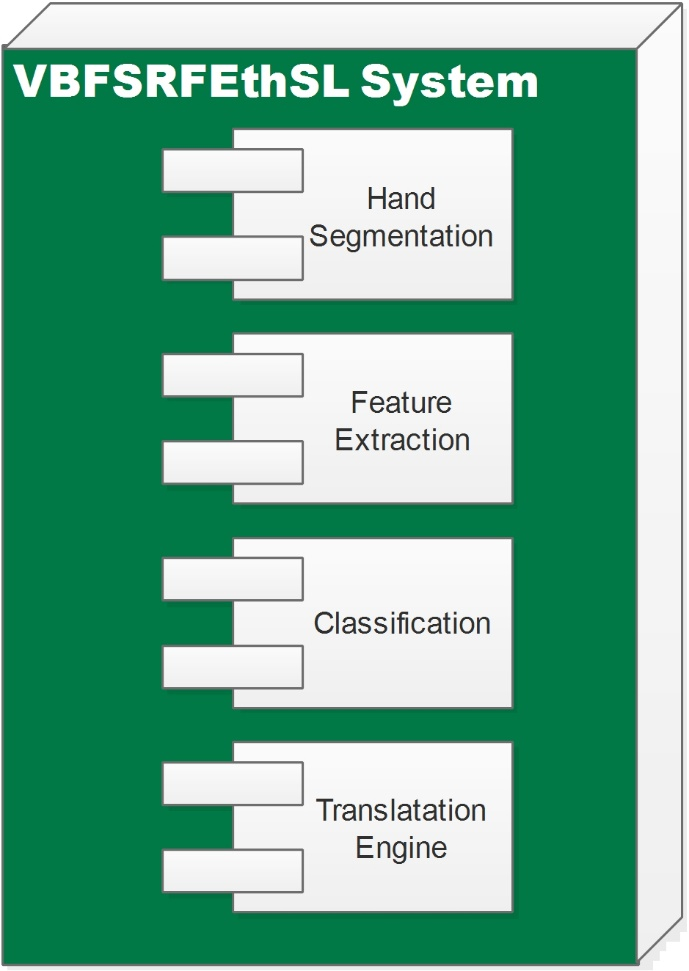 VBFSRFEthSL System
Hand
Segmentation
Feature
Extraction
Classification
Translatation
Engine